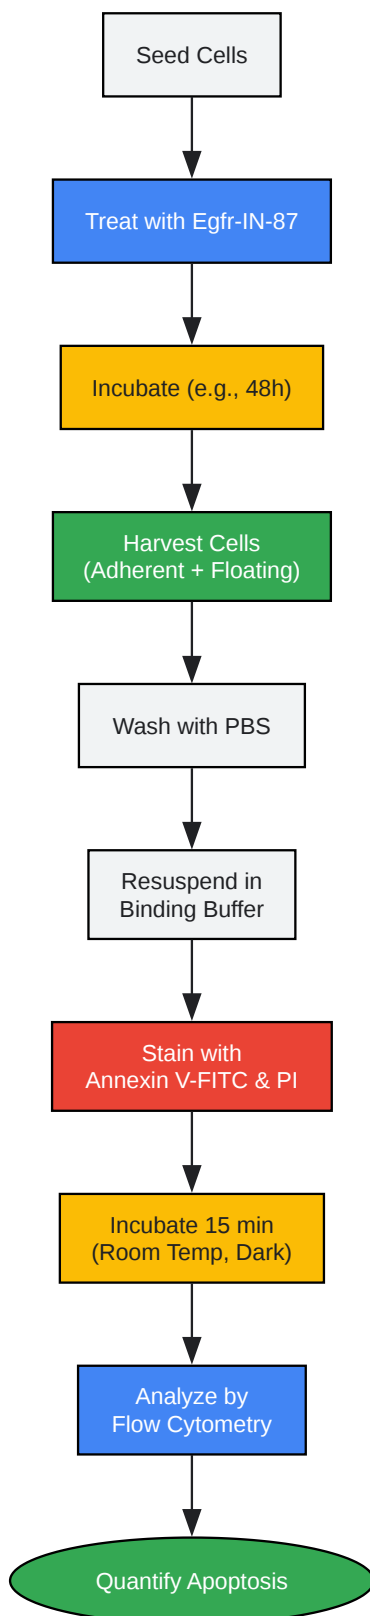 Seed Cells
Treat with Egfr-IN-87
Incubate (e.g., 48h)
Harvest Cells
(Adherent + Floating)
Wash with PBS
Resuspend in
Binding Buffer
Stain with
Annexin V-FITC & PI
Incubate 15 min
(Room Temp, Dark)
Analyze by
Flow Cytometry
Quantify Apoptosis